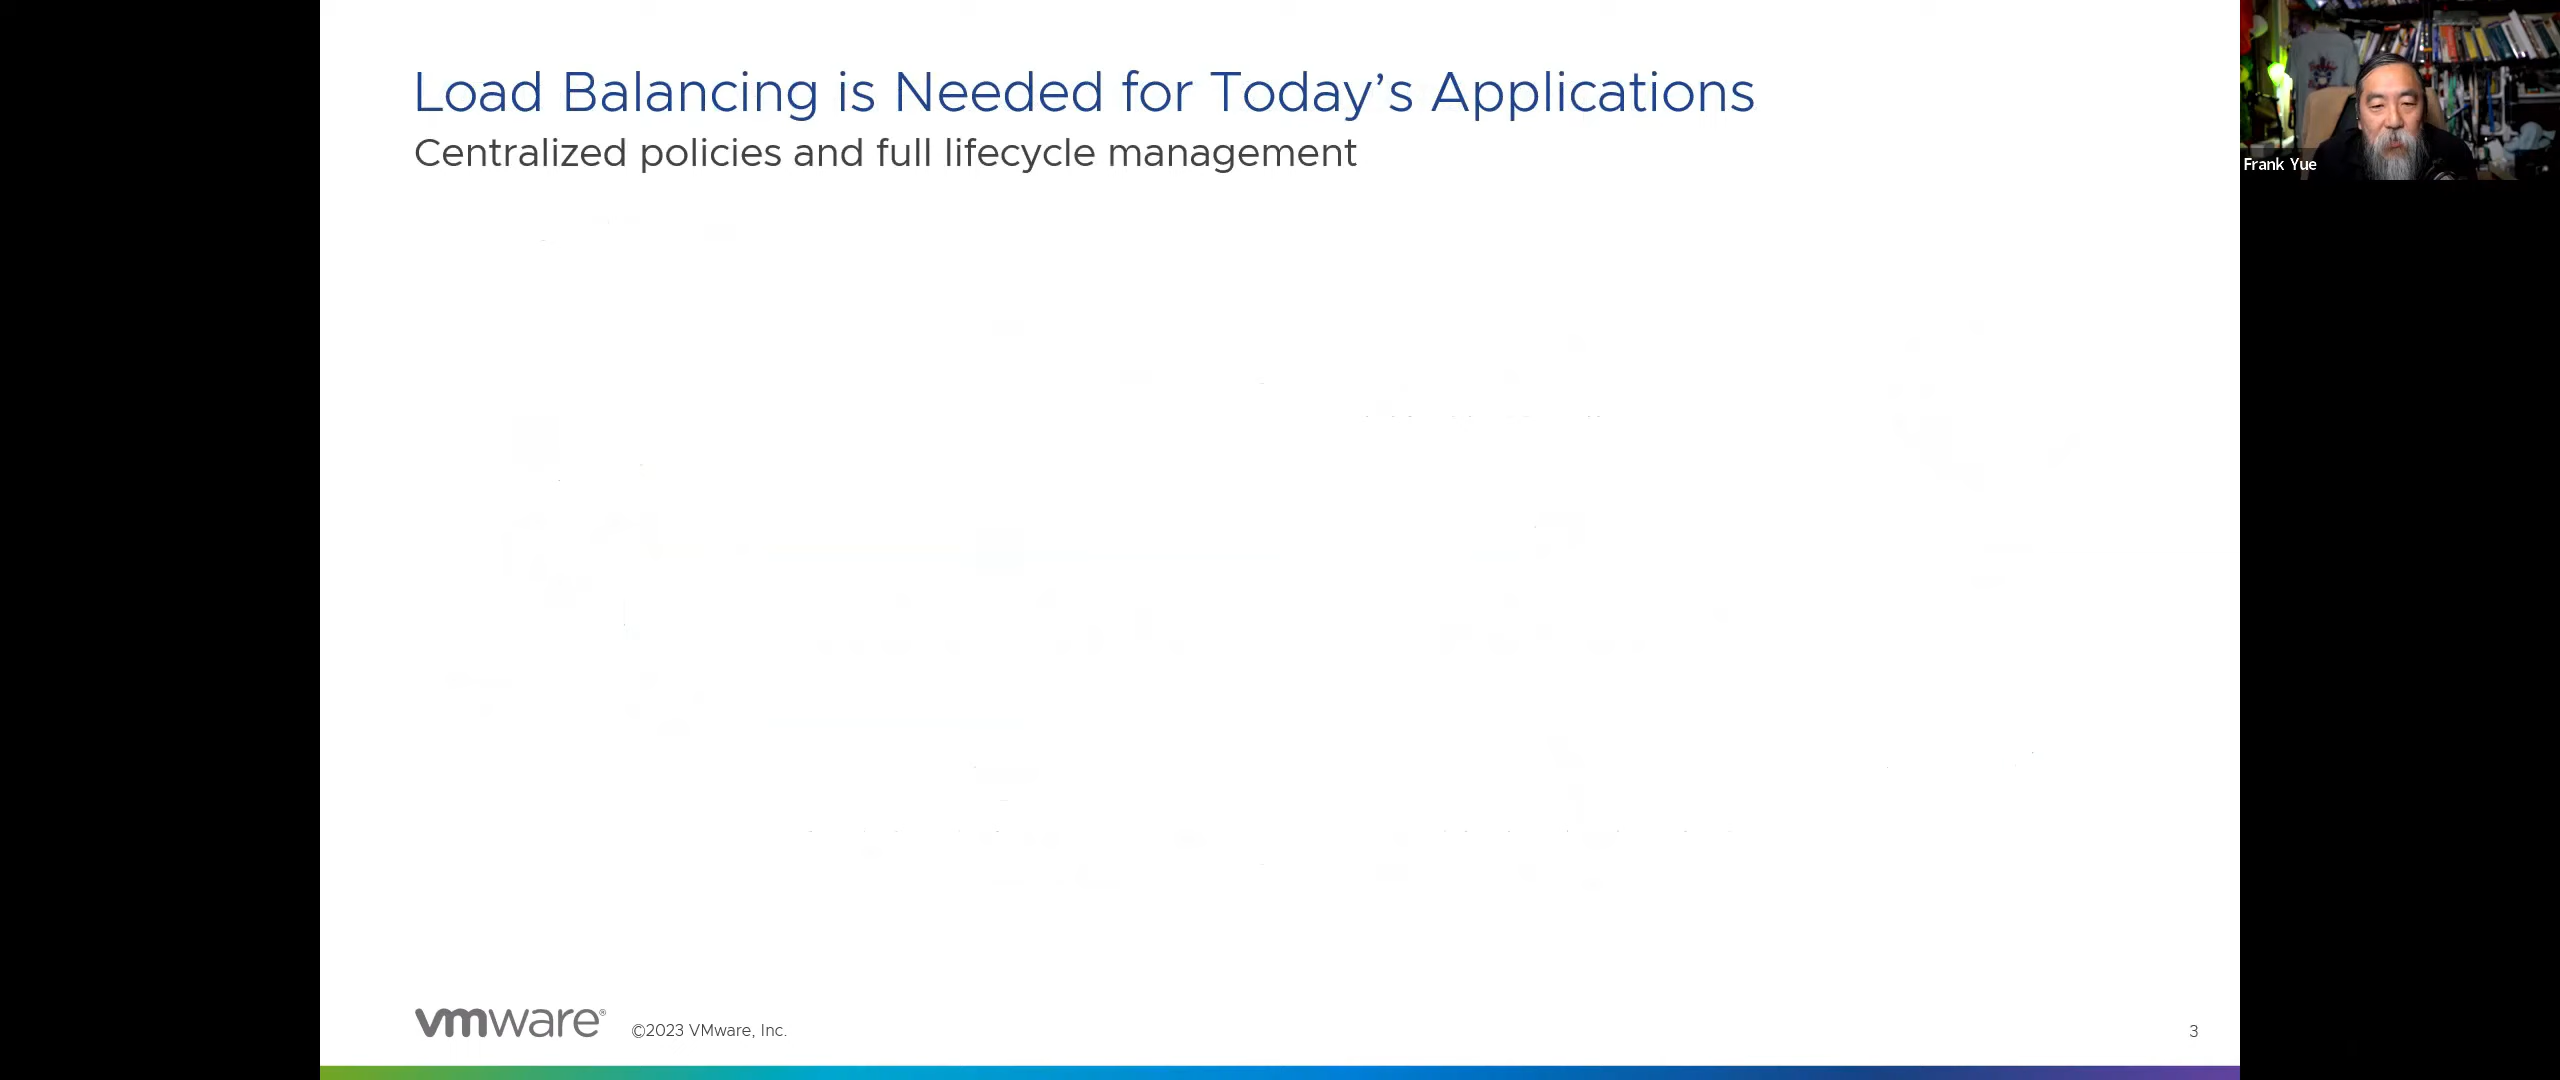 Load Balancing is Needed for Today’s Applications
Centralized policies and full lifecycle management
Frank Yue
vmware®
©2023 VMware, Inc.
3